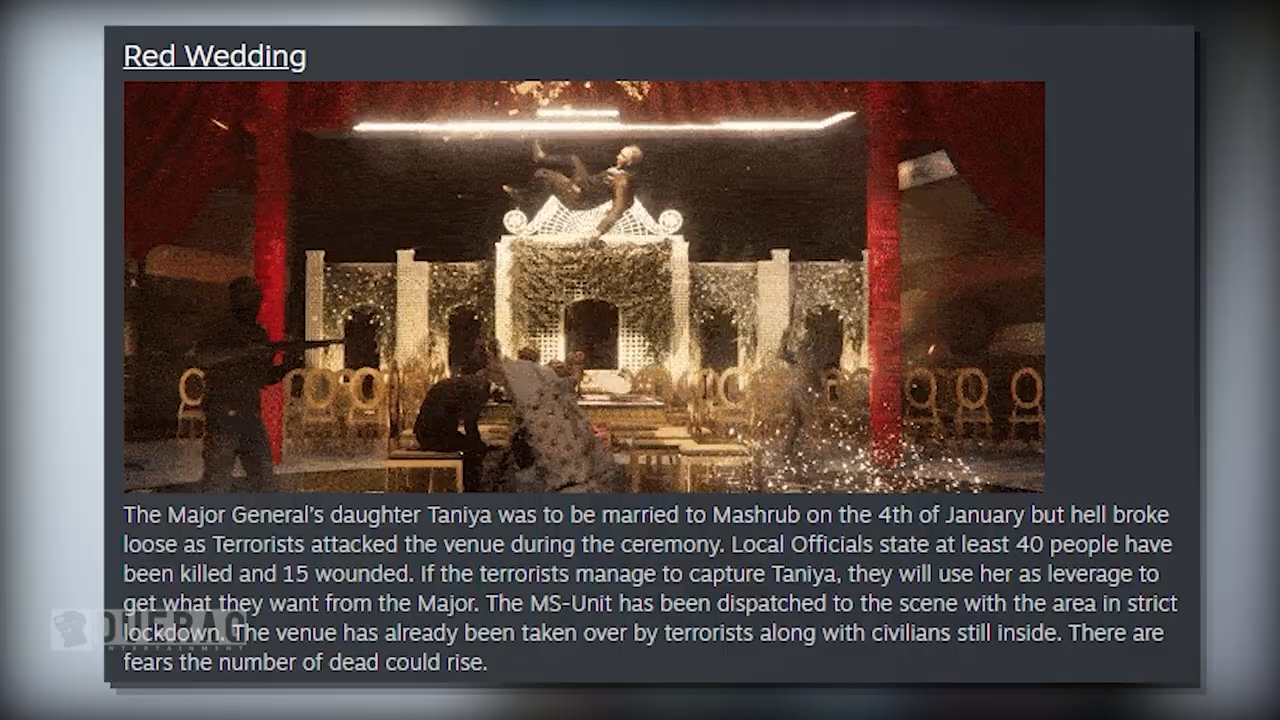 Red Wedding
The Major General's daughter Taniya was to be married to Mashrub on the 4th of January but hell broke
loose as Terrorists attacked the venue during the ceremony. Local Officials state at least 40 people have
been killed and 15 wounded. If the terrorists manage to capture Taniya, they will use her as leverage to
get what they want from the Major. The MS-Unit has been dispatched to the scene with the area in strict
lockdown. The venue has already been taken over by terrorists along with civilians still inside. There are
fears the number of dead could rise.
ENTERTAINMENT